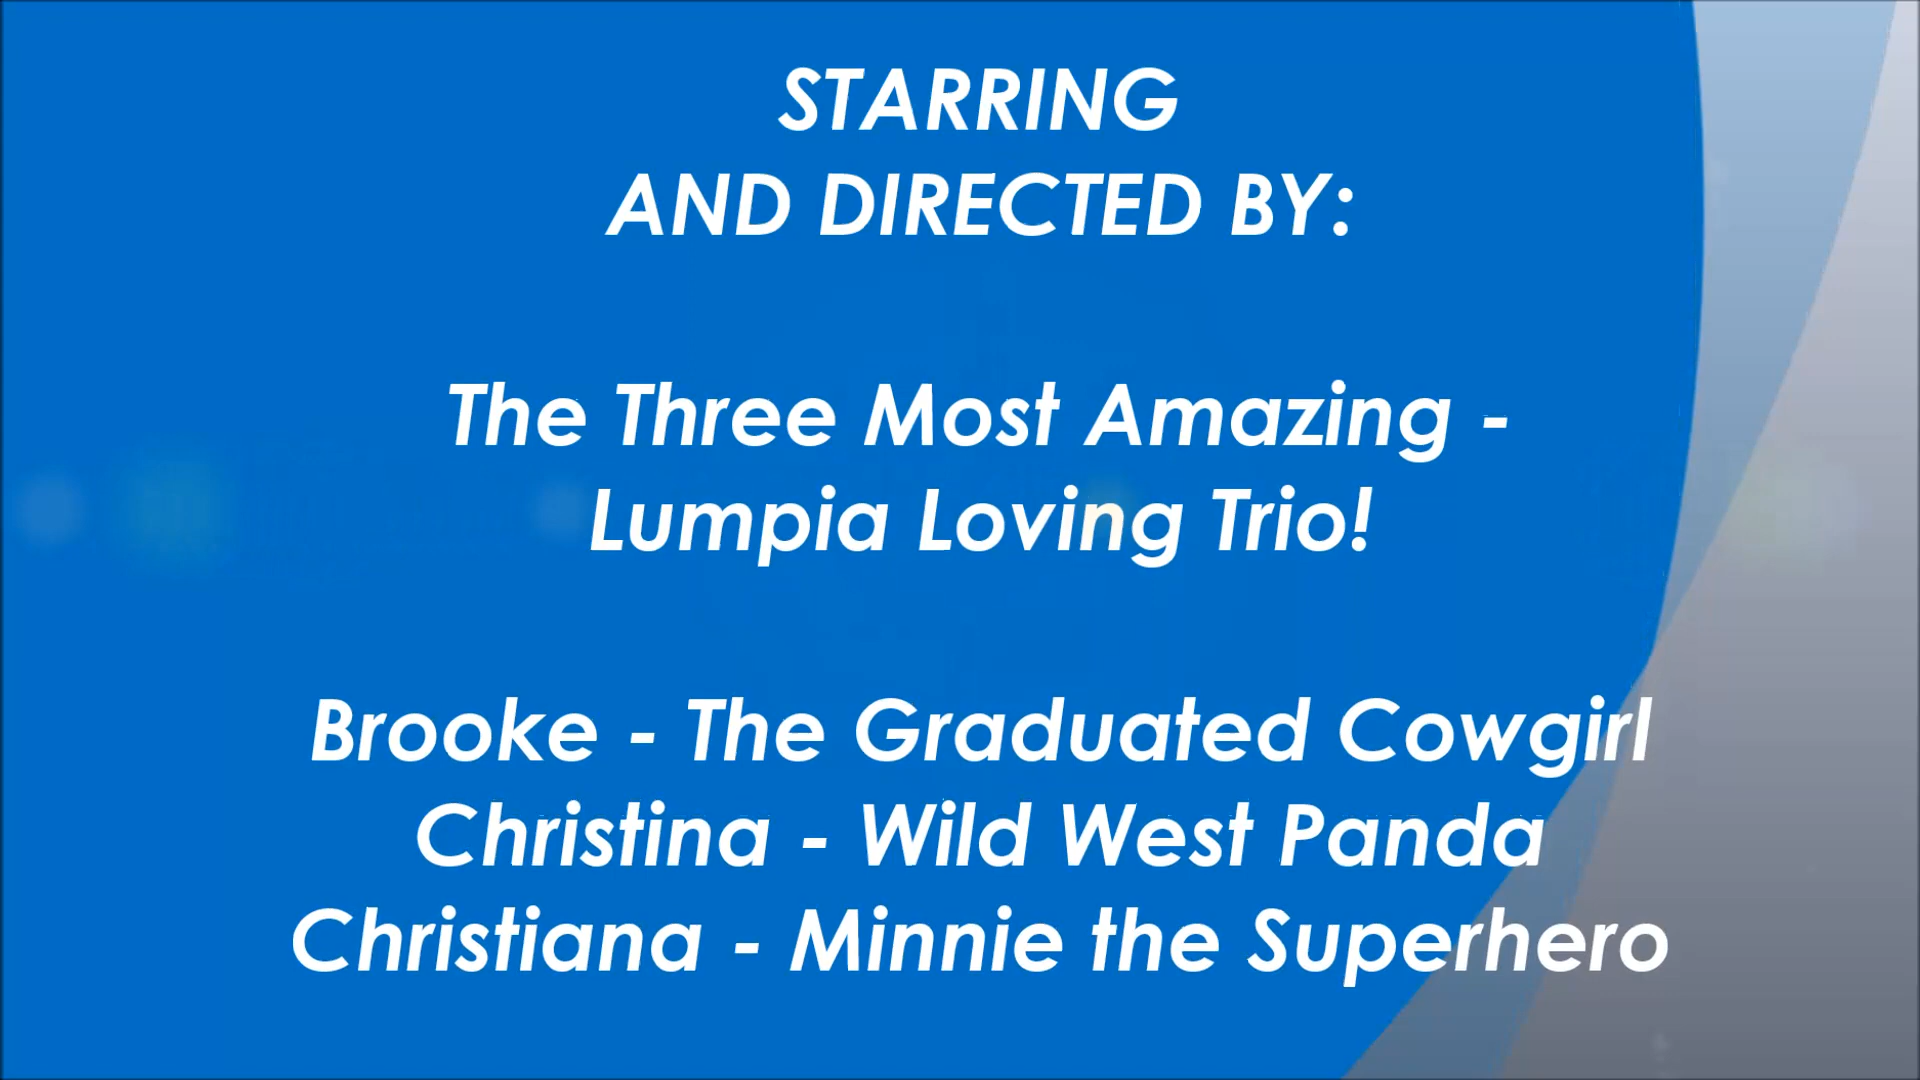 STARRING
AND DIRECTED BY:
The Three Most Amazing -
Lumpia Loving Trio!
Brooke - The Graduated Cowgirl
Christina - Wild West Panda
Christiana - Minnie the Superhero